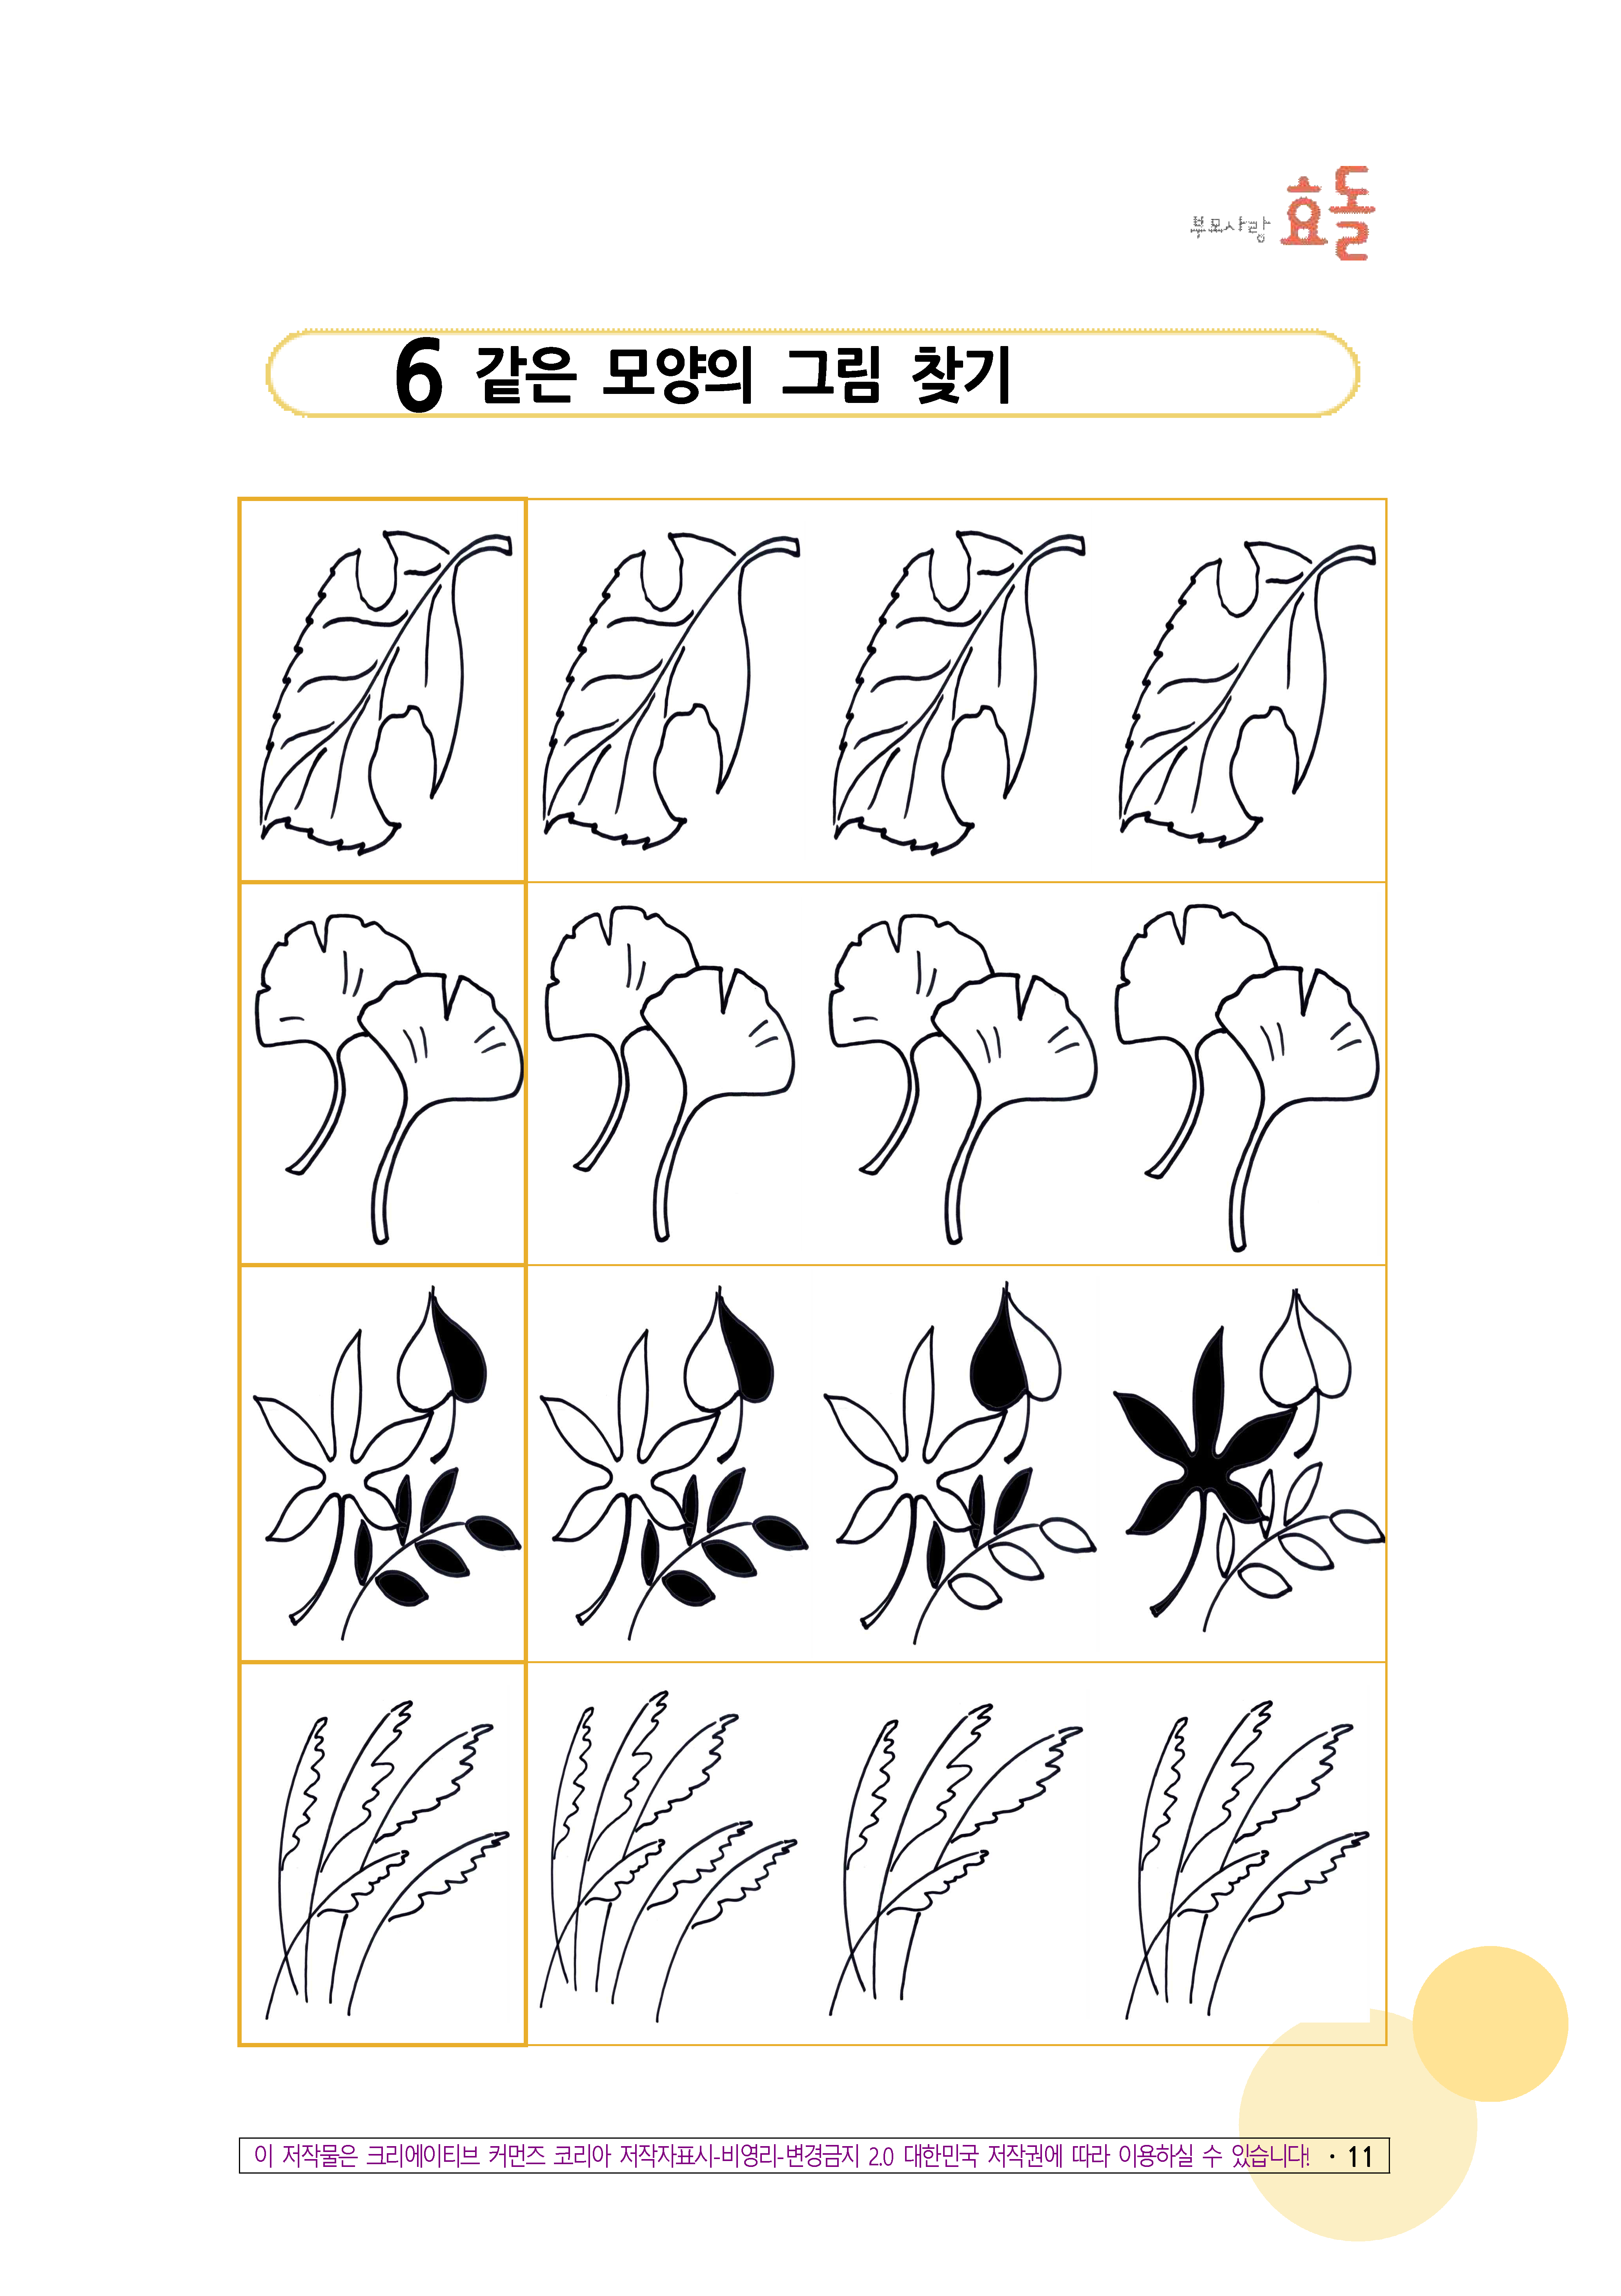 부모사랑 효돌
6 같은 모양의 그림 찾기
이 저작물은 크리에이티브 커먼즈 코리아 저작자표시-비영리-변경금지 2.0 대한민국 저작권에 따라 이용하실 수 있습니다! · 11